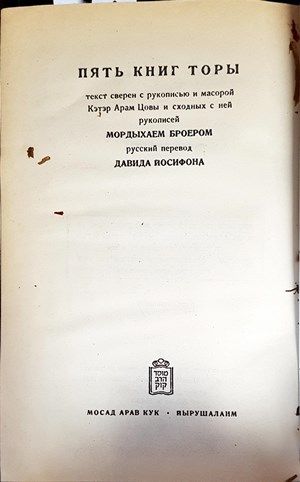 ПЯТЬ КНИГ ТОРЫ
текст сверен с рукописью и масорой
Кэтэр Арам Цовы и сходных с ней
рукописей
МОРДЫХАЕМ БРОЕРОМ
русский перевод
ДАВИДА ЙОСИФОНА
מוסד
הרב
קוק
МОСАД АРАВ КУК • ЙЫРУШАЛАИМ